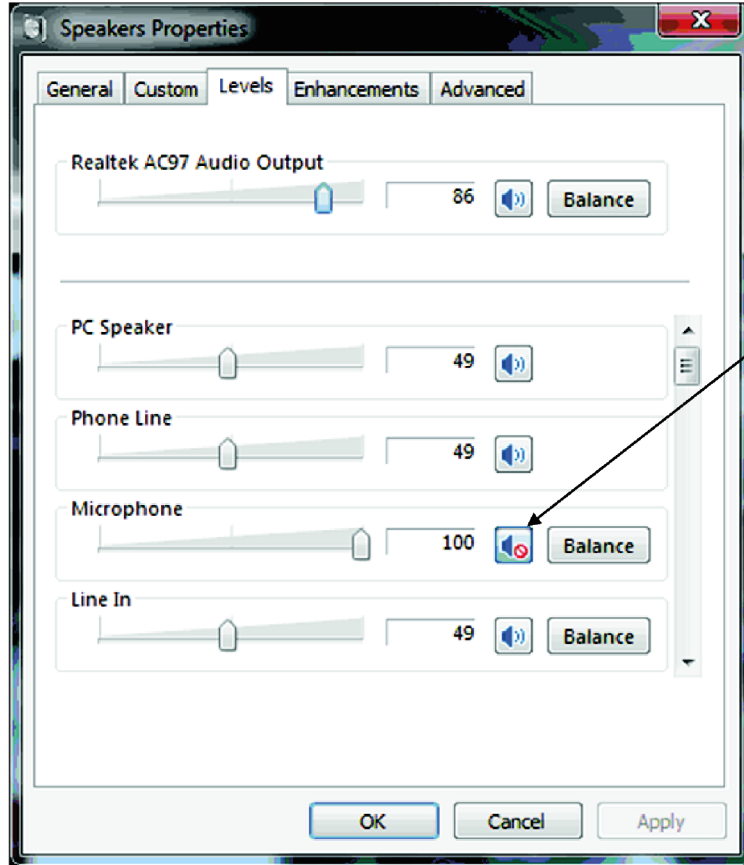 Speakers Properties
General Custom Levels Enhancements Advanced
Realtek AC97 Audio Output
86 Balance
PC Speaker
49
Phone Line
49
Microphone
100 Balance
Line In
49 Balance
OK Cancel Apply